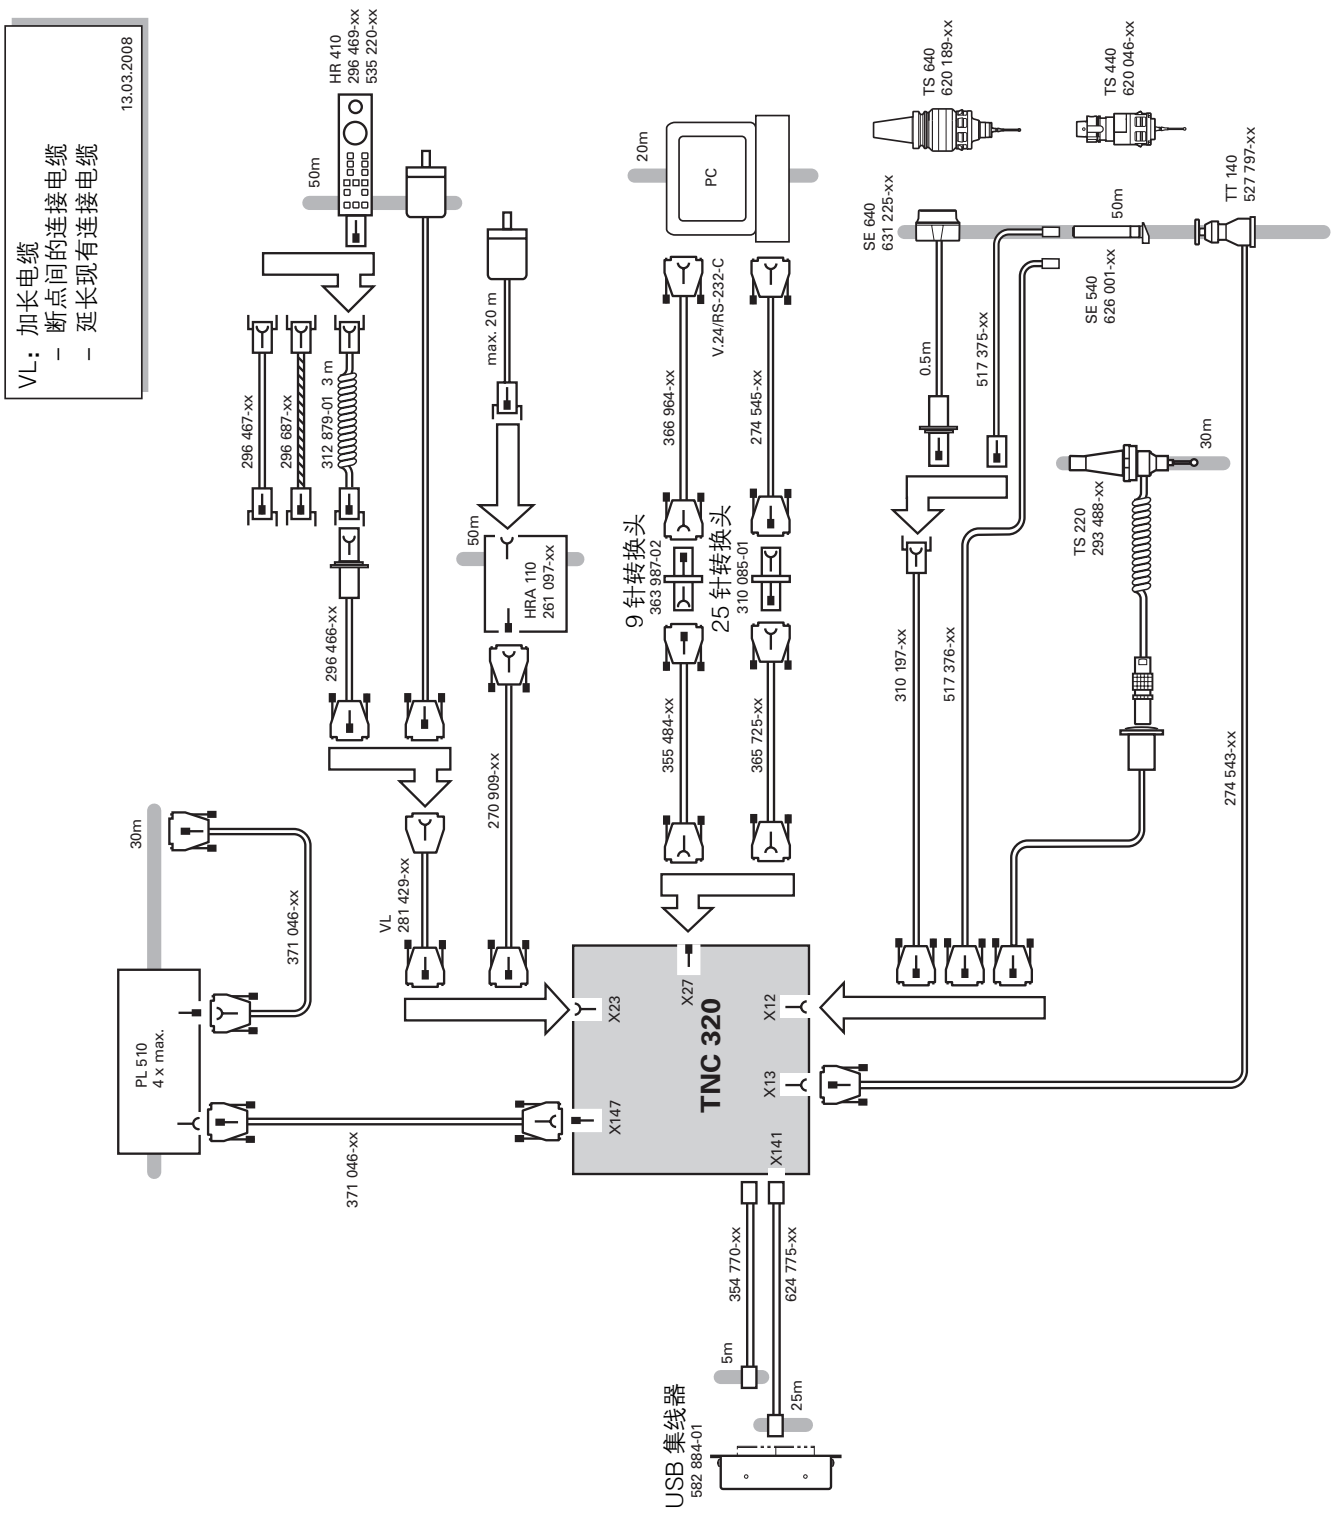 VL: 加长电缆
– 断点间的连接电缆
– 延长现有连接电缆
13.03.2008
HR 410
296 469-xx
535 220-xx
50m
296 467-xx
296 687-xx
312 879-01 3 m
296 466-xx
max. 20 m
50m
HRA 110
261 097-xx
VL
281 429-xx
270 909-xx
30m
371 046-xx
PL 510
4 x max.
371 046-xx
20m
PC
V.24/RS-232-C
366 964-xx
274 545-xx
9 针转换头
363 987-02
25 针转换头
310 085-01
355 484-xx
365 725-xx
TS 640
620 189-xx
TS 440
620 046-xx
SE 640
631 225-xx
50m
TT 140
527 797-xx
SE 540
626 001-xx
0.5m
517 375-xx
30m
TS 220
293 488-xx
310 197-xx
517 376-xx
274 543-xx
X27
X23
X12
TNC 320
X13
X147
X141
354 770-xx
624 775-xx
5m
25m
USB 集线器
582 884-01